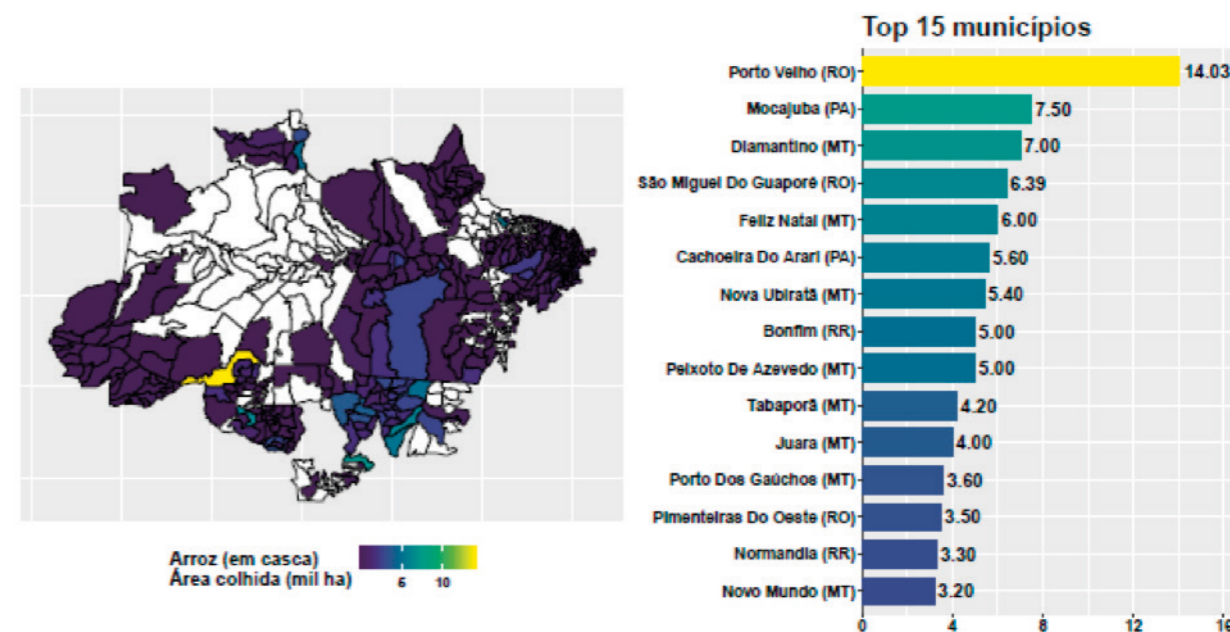 Top 15 municípios
Porto Velho (RO) 14.03
Mocajuba (PA) 7.50
Diamantino (MT) 7.00
São Miguel Do Guaporé (RO) 6.39
Feliz Natal (MT) 6.00
Cachoeira Do Arari (PA) 5.60
Nova Ubiratã (MT) 5.40
Bonfim (RR) 5.00
Peixoto De Azevedo (MT) 5.00
Tabaporã (MT) 4.20
Juara (MT) 4.00
Porto Dos Gaúchos (MT) 3.60
Pimenteiras Do Oeste (RO) 3.50
Normandia (RR) 3.30
Novo Mundo (MT) 3.20
0 4 8 12 16
Arroz (em casca)
Área colhida (mil ha)
5 10